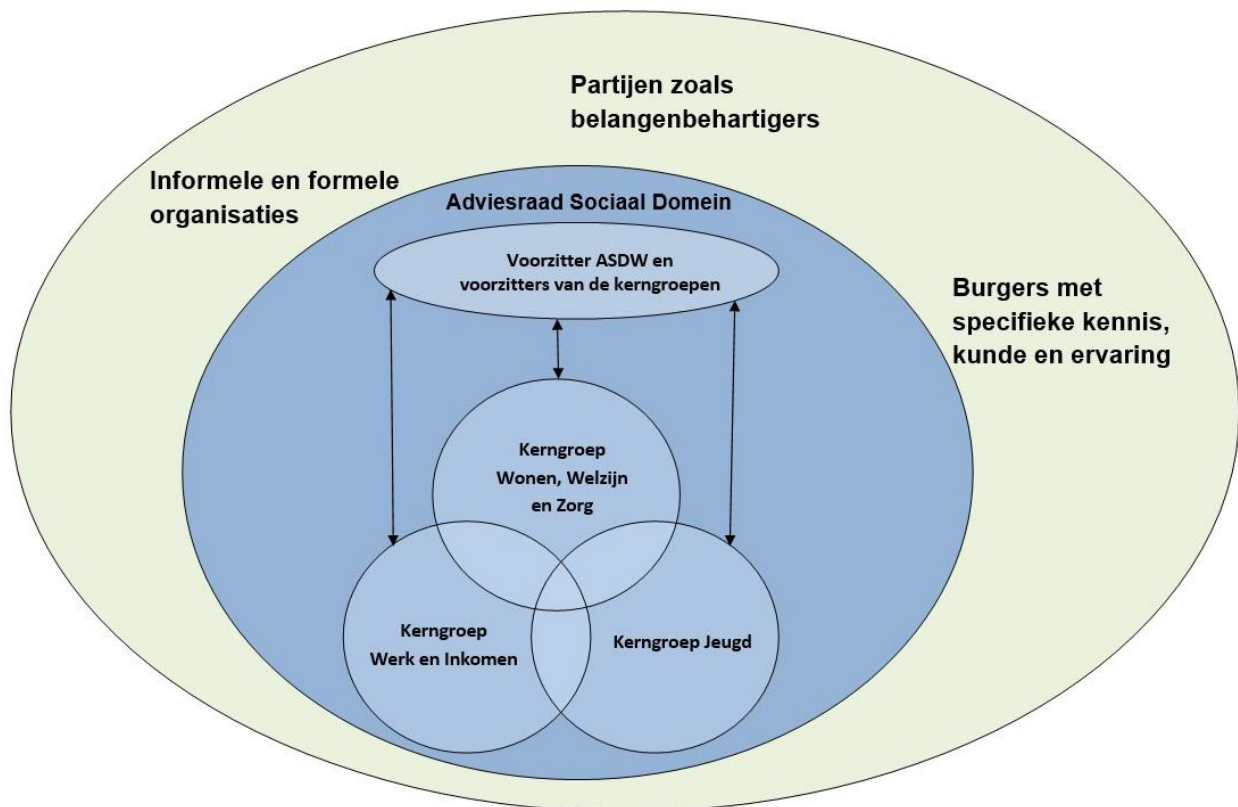 Partijen zoals
belangenbehartigers
Informele en formele
organisaties
Adviesraad Sociaal Domein
Voorzitter ASDW en
voorzitters van de kerngroepen
Burgers met
specifieke kennis,
kunde en ervaring
Kerngroep
Wonen, Welzijn
en Zorg
Kerngroep
Werk en Inkomen
Kerngroep Jeugd